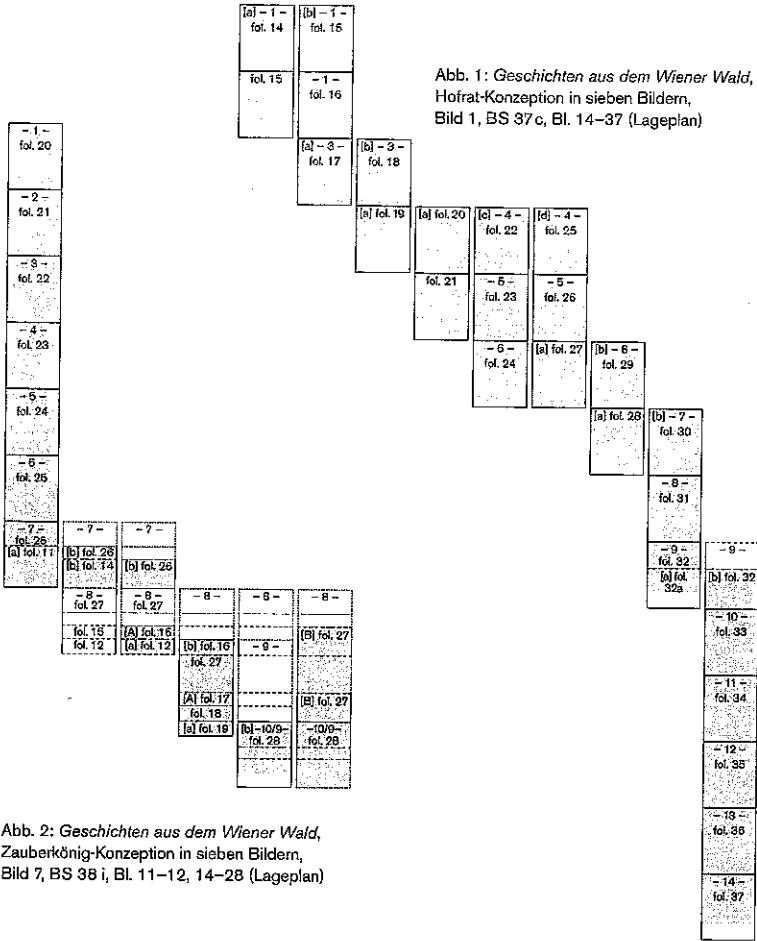 [a] – 1 –
fol. 14
fol. 15
[b] – 1 –
fol. 15
– 1 –
fol. 16
[a] – 3 –
fol. 17
[b] – 3 –
fol. 18
[a] fol. 19
[a] fol. 20
fol. 21
[c] – 4 –
fol. 22
– 5 –
fol. 23
– 6 –
fol. 24
[d] – 4 –
fol. 25
– 5 –
fol. 26
[a] fol. 27
[b] – 6 –
fol. 29
[a] fol. 28
[b] – 7 –
fol. 30
– 8 –
fol. 31
– 9 –
fol. 32
[a] fol.
32a
– 9 –
[b] fol. 32
– 10 –
fol. 33
– 11 –
fol. 34
– 12 –
fol. 35
– 13 –
fol. 36
– 14 –
fol. 37
Abb. 1: Geschichten aus dem Wiener Wald,
Hofrat-Konzeption in sieben Bildern,
Bild 1, BS 37 c, Bl. 14–37 (Lageplan)
– 1 –
fol. 20
– 2 –
fol. 21
– 3 –
fol. 22
– 4 –
fol. 23
– 5 –
fol. 24
– 6 –
fol. 25
– 7 –
fol. 26
[a] fol. 11
– 7 –
[b] fol. 26
[b] fol. 14
– 8 –
fol. 27
fol. 15
fol. 12
– 7 –
[b] fol. 26
– 8 –
fol. 27
[A] fol. 16
[a] fol. 12
– 8 –
[b] fol. 16
fol. 27
[A] fol. 17
fol. 18
[a] fol. 19
– 8 –
– 9 –
[b] –10/9–
fol. 28
– 8 –
[B] fol. 27
[B] fol. 27
–10/9–
fol. 28
Abb. 2: Geschichten aus dem Wiener Wald,
Zauberkönig-Konzeption in sieben Bildern,
Bild 7, BS 38 i, Bl. 11–12, 14–28 (Lageplan)